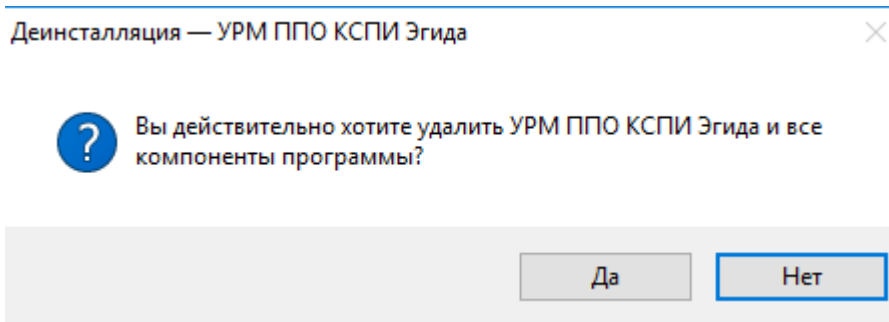 Деинсталляция — УРМ ППО КСПИ Эгида
Вы действительно хотите удалить УРМ ППО КСПИ Эгида и все
компоненты программы?
Да
Нет